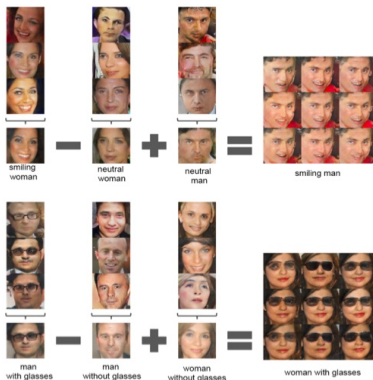 smiling
woman
neutral
woman
neutral
man
smiling man
man
with glasses
man
without glasses
woman
without glasses
woman with glasses